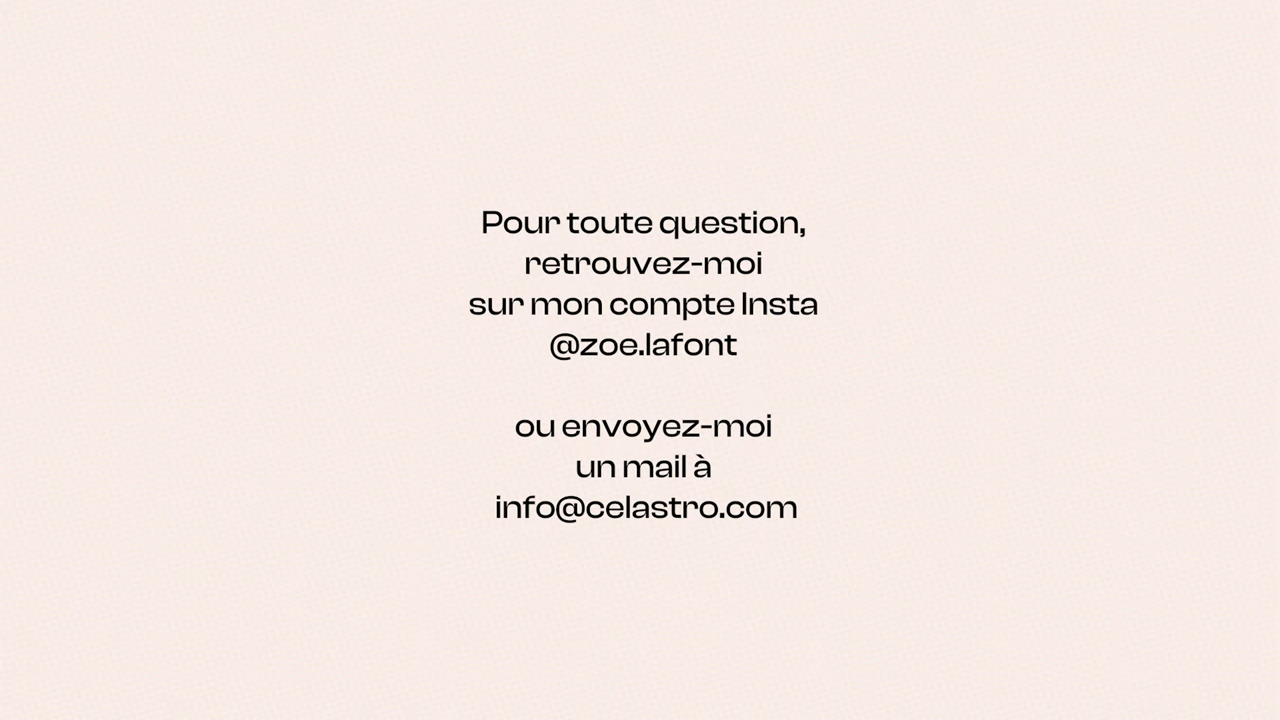 Pour toute question,
retrouvez-moi
sur mon compte Insta
@zoe.lafont
ou envoyez-moi
un mail à
info@celastro.com